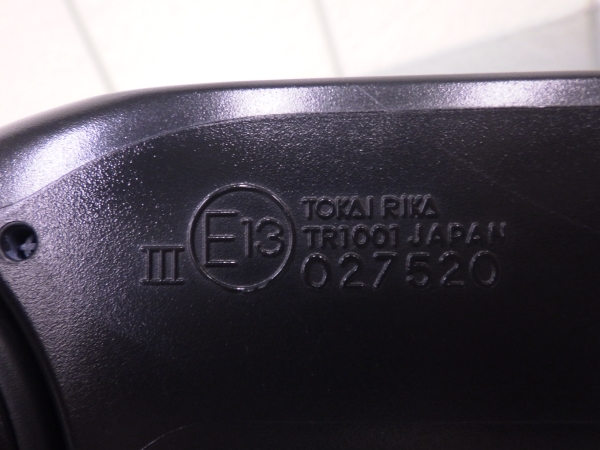 TOKAI RIKA
III E13 TR1001 JAPAN
027520